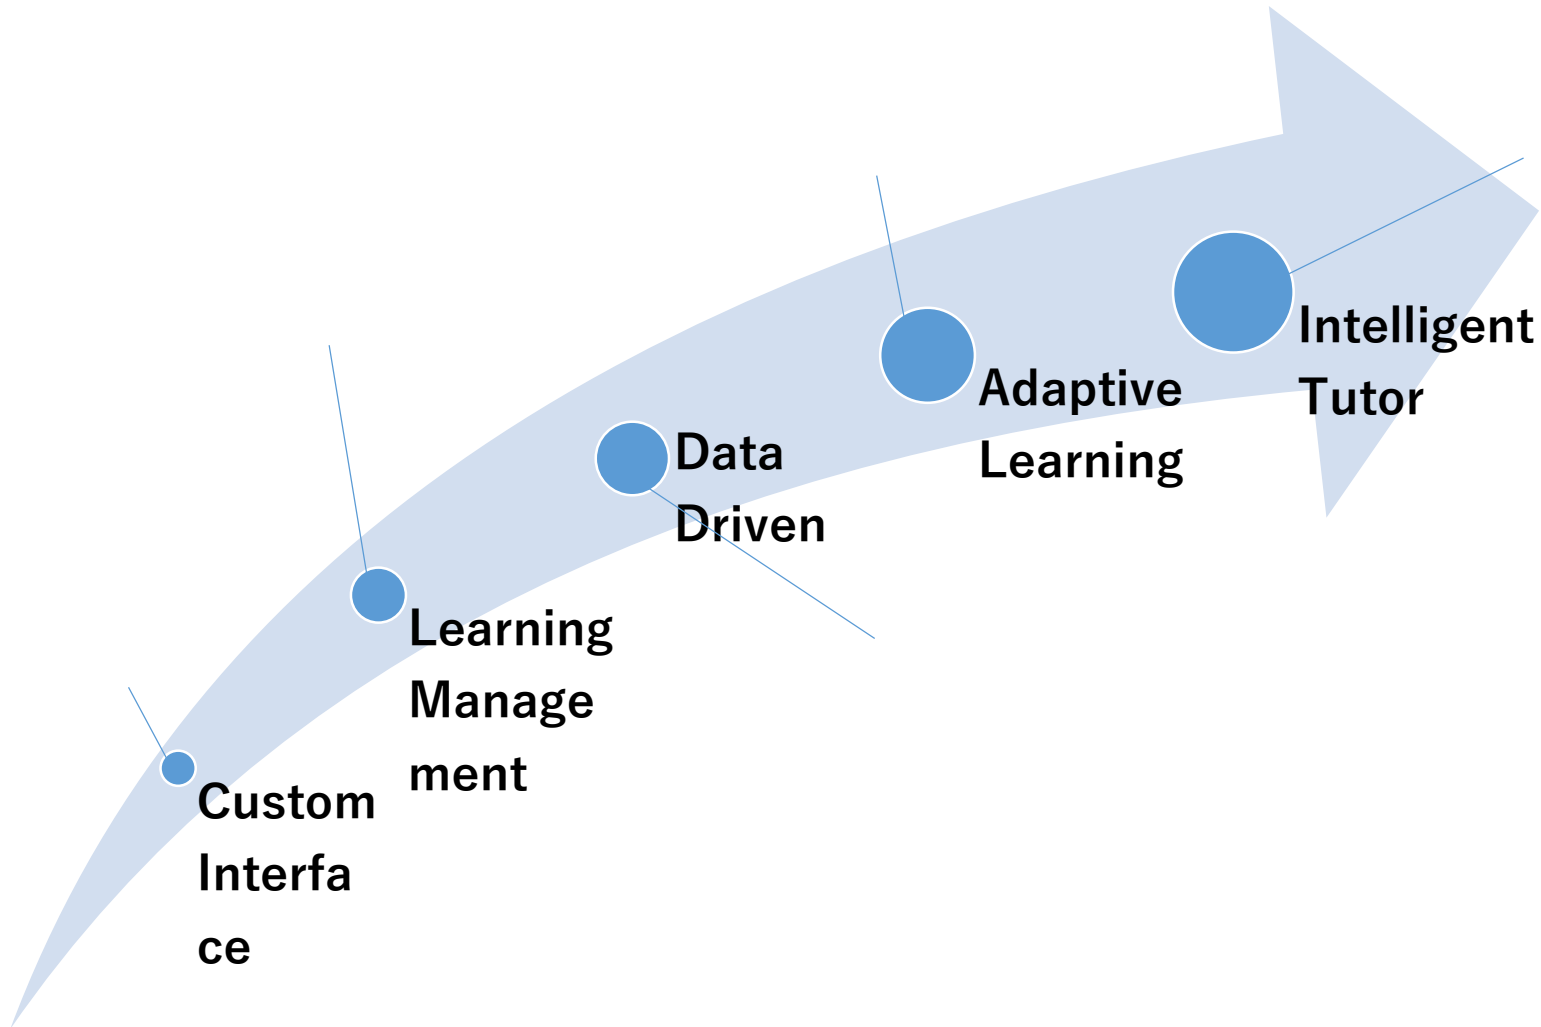 Custom
Interfa
ce
Learning
Manage
ment
Data
Driven
Adaptive
Learning
Intelligent
Tutor